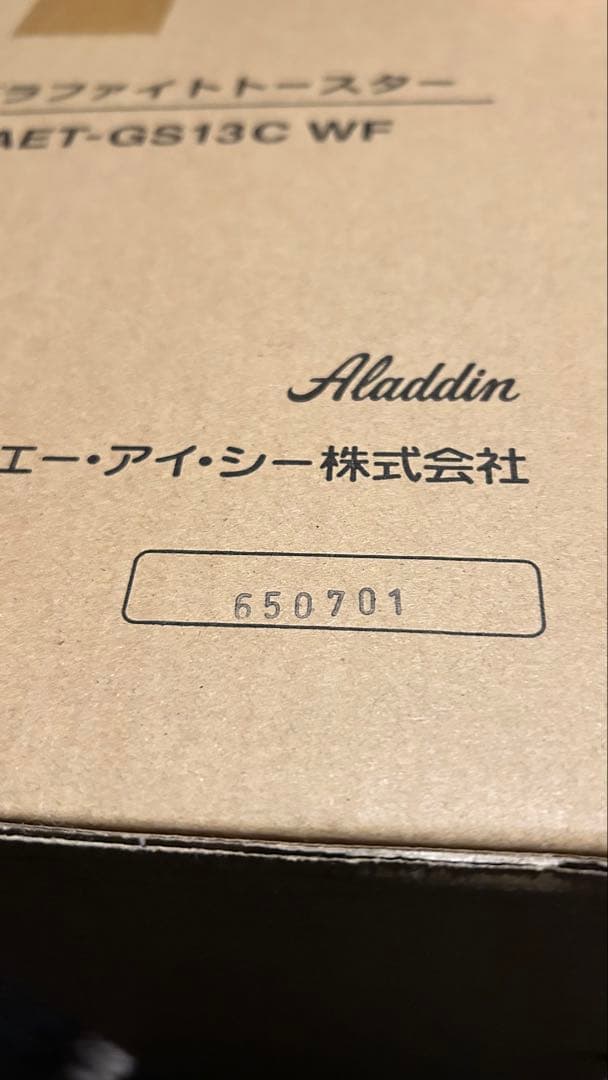 ラファイトトースター
AET-GS13C WF
Aladdin
エー・アイ・シー株式会社
650701